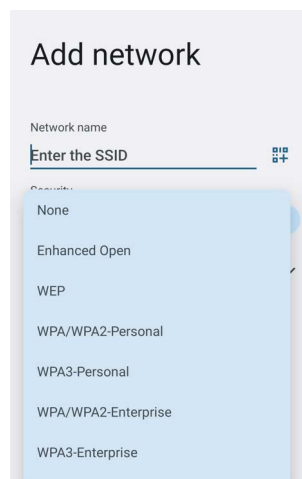 Add network
Network name
Enter the SSID
Security
None
Enhanced Open
WEP
WPA/WPA2-Personal
WPA3-Personal
WPA/WPA2-Enterprise
WPA3-Enterprise